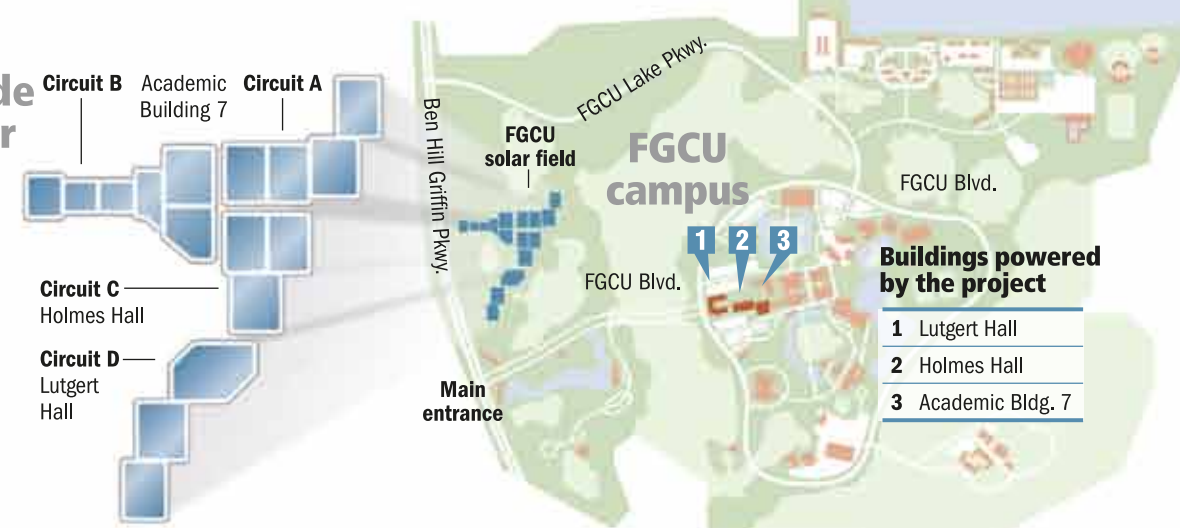 de
r
Circuit B
Academic
Building 7
Circuit A
Circuit C
Holmes Hall
Circuit D
Lutgert
Hall
Ben Hill Griffin Pkwy.
FGCU Lake Pkwy.
FGCU
solar field
FGCU
campus
FGCU Blvd.
1
2
3
FGCU Blvd.
Main
entrance
Buildings powered
by the project
1 Lutgert Hall
2 Holmes Hall
3 Academic Bldg. 7